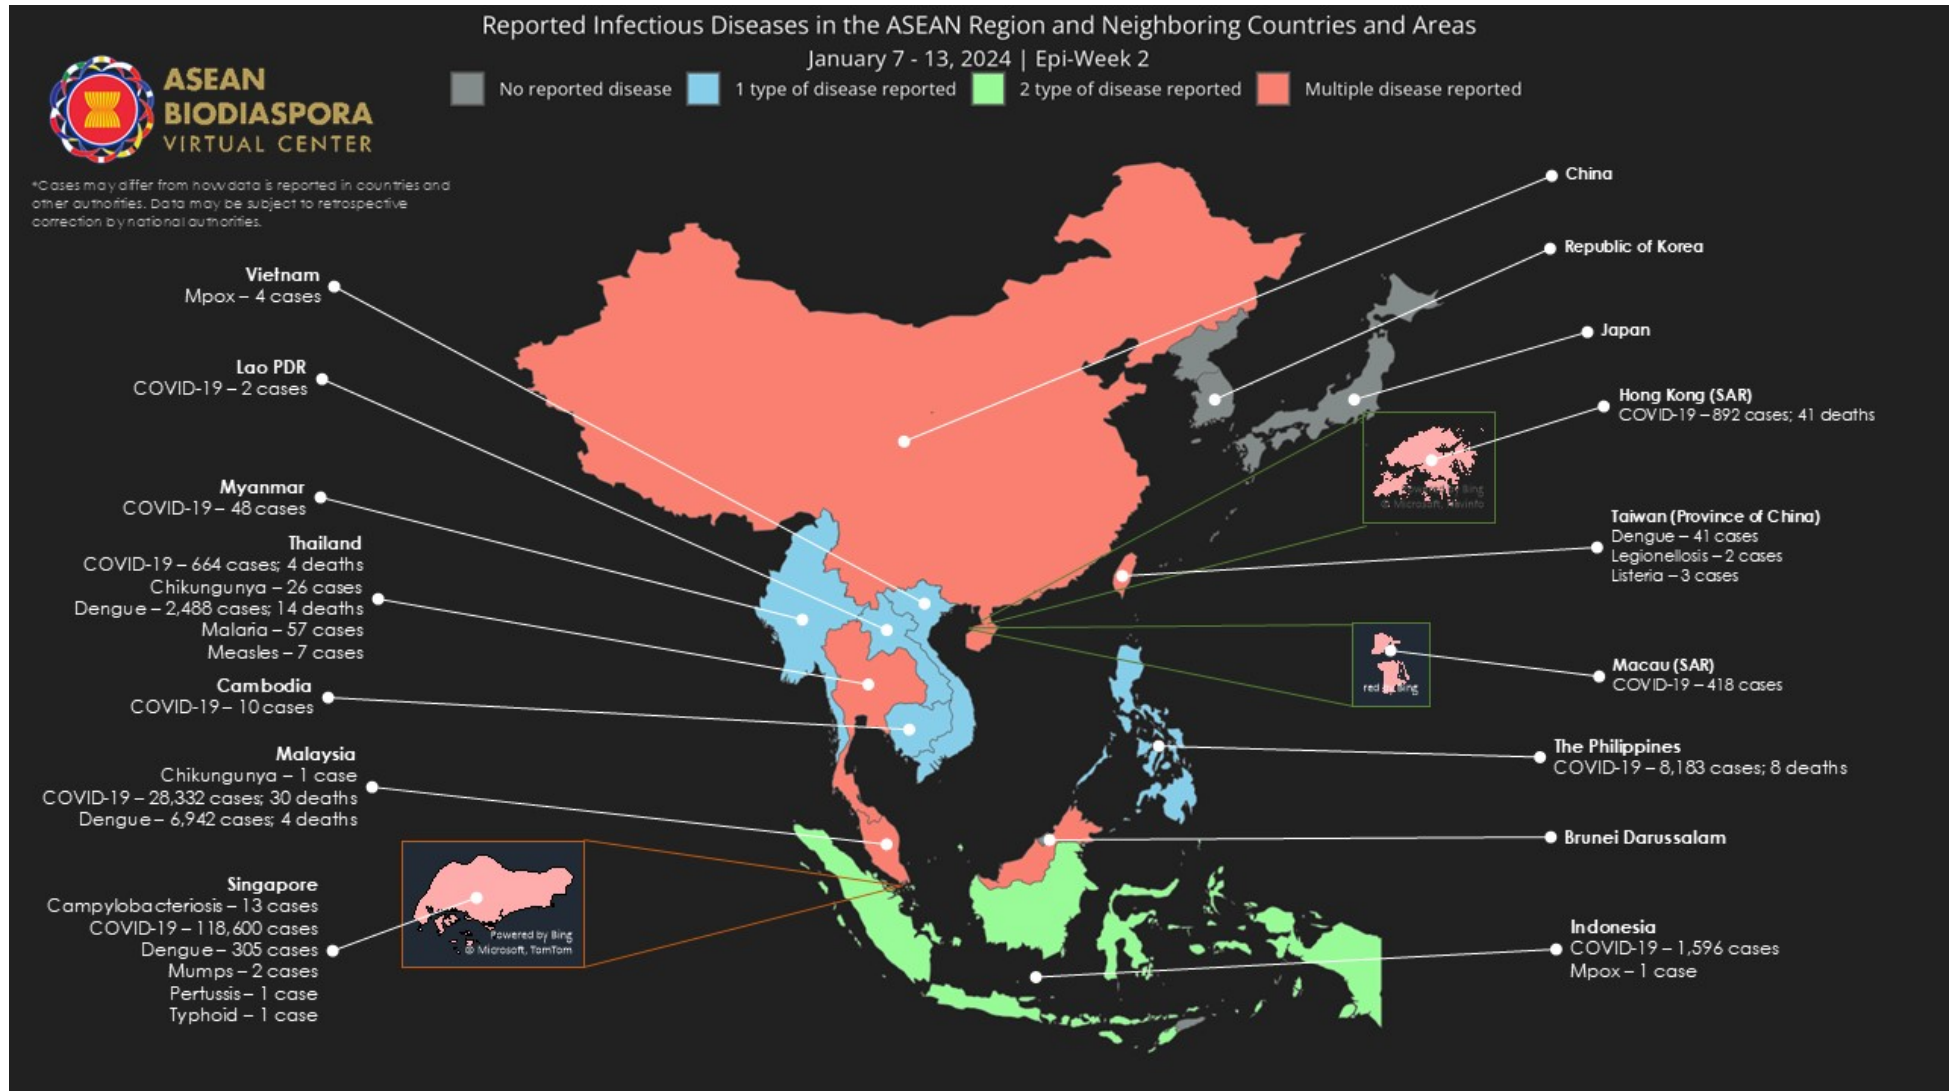 Reported Infectious Diseases in the ASEAN Region and Neighboring Countries and Areas
January 7 - 13, 2024 | Epi-Week 2
No reported disease
1 type of disease reported
2 type of disease reported
Multiple disease reported
ASEAN
BIODIASPORA
VIRTUAL CENTER
*Cases may differ from how data is reported in countries and
other authorities. Data may be subject to retrospective
correction by national authorities.
Vietnam
Mpox – 4 cases
Lao PDR
COVID-19 – 2 cases
Myanmar
COVID-19 – 48 cases
Thailand
COVID-19 – 664 cases; 4 deaths
Chikungunya – 26 cases
Dengue – 2,488 cases; 14 deaths
Malaria – 57 cases
Measles – 7 cases
Cambodia
COVID-19 – 10 cases
Malaysia
Chikungunya – 1 case
COVID-19 – 28,332 cases; 30 deaths
Dengue – 6,942 cases; 4 deaths
Singapore
Campylobacteriosis – 13 cases
COVID-19 – 118,600 cases
Dengue – 305 cases
Mumps – 2 cases
Pertussis – 1 case
Typhoid – 1 case
Powered by Bing
© Microsoft, TomTom
China
Republic of Korea
Japan
Hong Kong (SAR)
COVID-19 – 892 cases; 41 deaths
Bing
© Microsoft, Navinfo
Taiwan (Province of China)
Dengue – 41 cases
Legionellosis – 2 cases
Listeria – 3 cases
Macau (SAR)
COVID-19 – 418 cases
red by Bing
The Philippines
COVID-19 – 8,183 cases; 8 deaths
Brunei Darussalam
Indonesia
COVID-19 – 1,596 cases
Mpox – 1 case